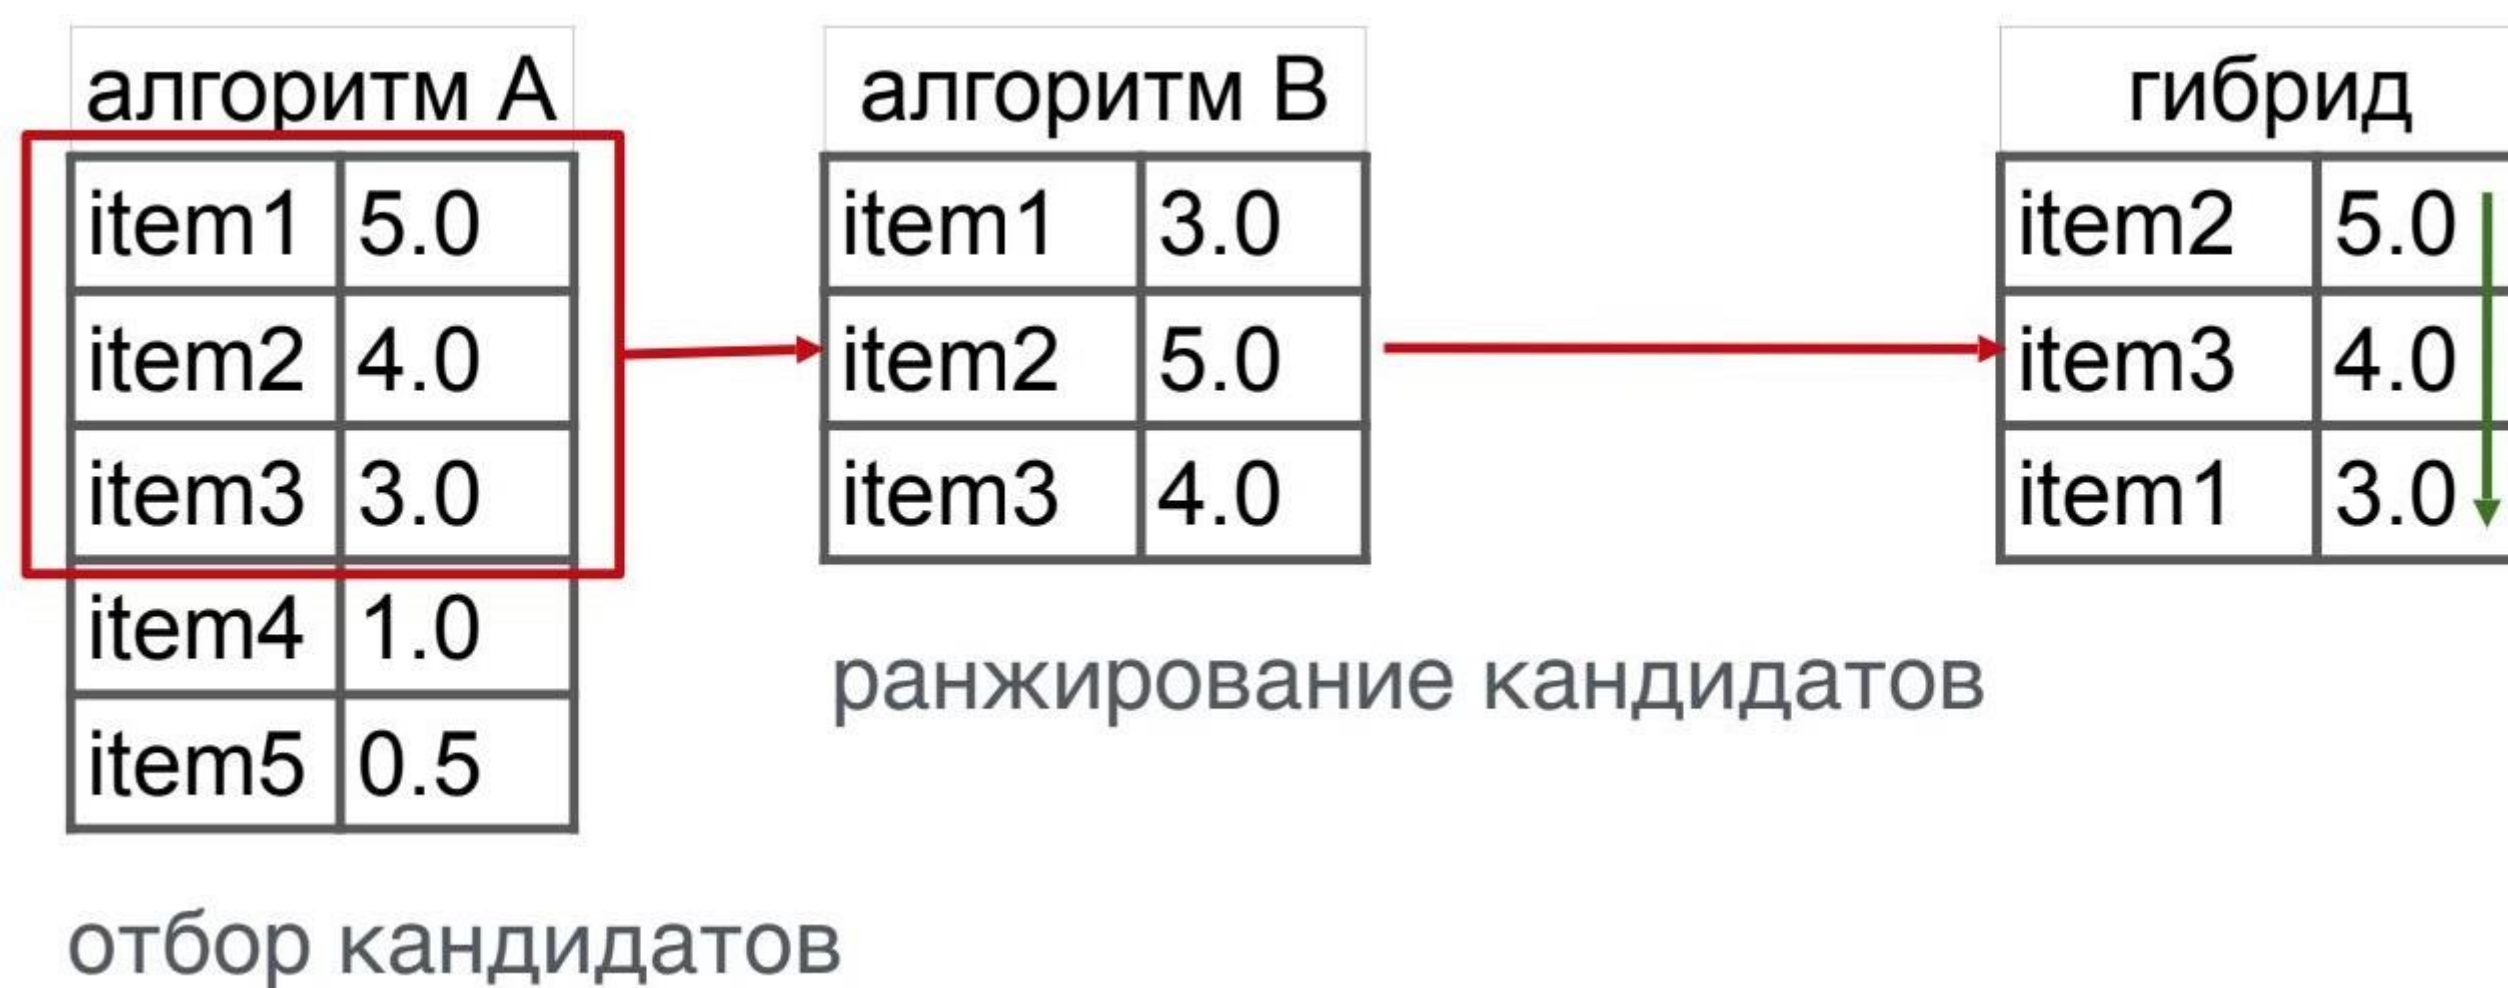 алгоритм A
item1 5.0
item2 4.0
item3 3.0
item4 1.0
item5 0.5
отбор кандидатов
алгоритм B
item1 3.0
item2 5.0
item3 4.0
ранжирование кандидатов
гибрид
item2 5.0
item3 4.0
item1 3.0